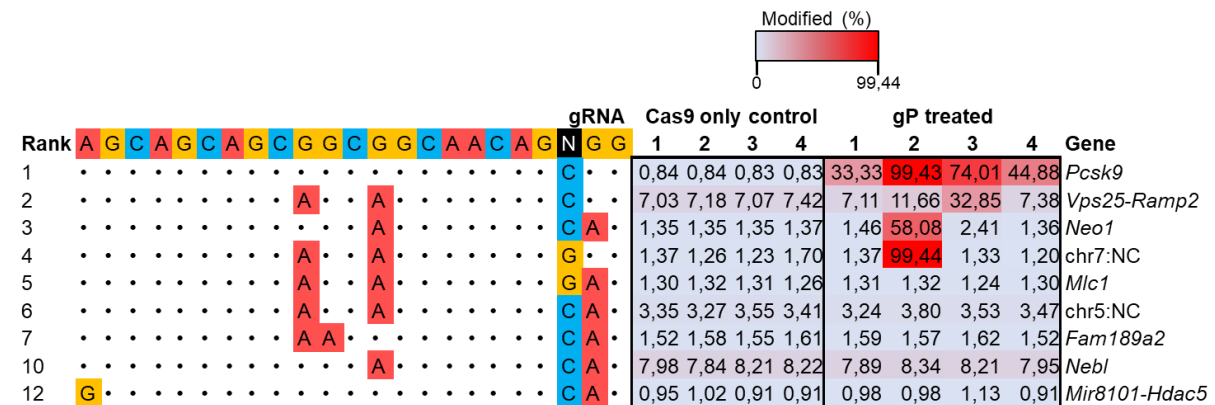 Modified (%)
0 99,44
gRNA Cas9 only control gP treated
Rank A G C A G C A G C G G C G G C A A C A G N G G 1 2 3 4 1 2 3 4 Gene
1 • • • • • • • • • • • • • • • • • • • • C • • 0,84 0,84 0,83 0,83 33,33 99,43 74,01 44,88 Pcsk9
2 • • • • • • • • • A • • A • • • • • • • C • • 7,03 7,18 7,07 7,42 7,11 11,66 32,85 7,38 Vps25-Ramp2
3 • • • • • • • • • • • • A • • • • • • • C A • 1,35 1,35 1,35 1,37 1,46 58,08 2,41 1,36 Neo1
4 • • • • • • • • • A • • A • • • • • • • G • • 1,37 1,26 1,23 1,70 1,37 99,44 1,33 1,20 chr7:NC
5 • • • • • • • • • A • • A • • • • • • • G A • 1,30 1,32 1,31 1,26 1,31 1,32 1,24 1,30 Mlc1
6 • • • • • • • • • A • • A • • • • • • • C A • 3,35 3,27 3,55 3,41 3,24 3,80 3,53 3,47 chr5:NC
7 • • • • • • • • • A A • • • • • • • • • C A • 1,52 1,58 1,55 1,61 1,59 1,57 1,62 1,52 Fam189a2
10 • • • • • • • • • • • • A • • • • • • • C A • 7,98 7,84 8,21 8,22 7,89 8,34 8,21 7,95 Nebl
12 G • • • • • • • • • • • • • • • • • • • C A • 0,95 1,02 0,91 0,91 0,98 0,98 1,13 0,91 Mir8101-Hdac5